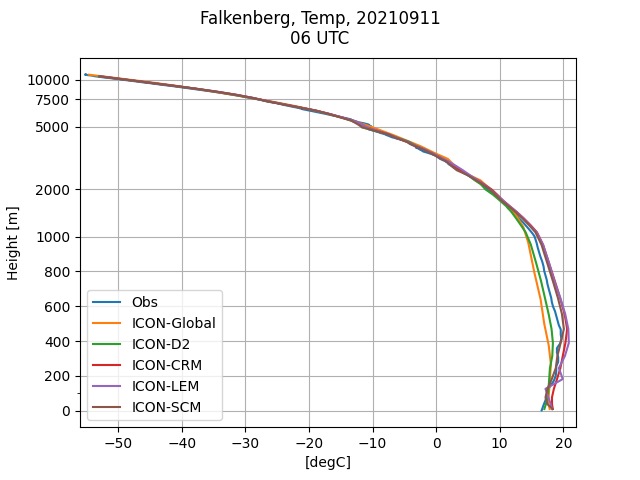 Falkenberg, Temp, 20210911
06 UTC
10000
7500
5000
2000
1000
800
600
400
200
0
Height [m]
Obs
ICON-Global
ICON-D2
ICON-CRM
ICON-LEM
ICON-SCM
−50 −40 −30 −20 −10 0 10 20
[degC]